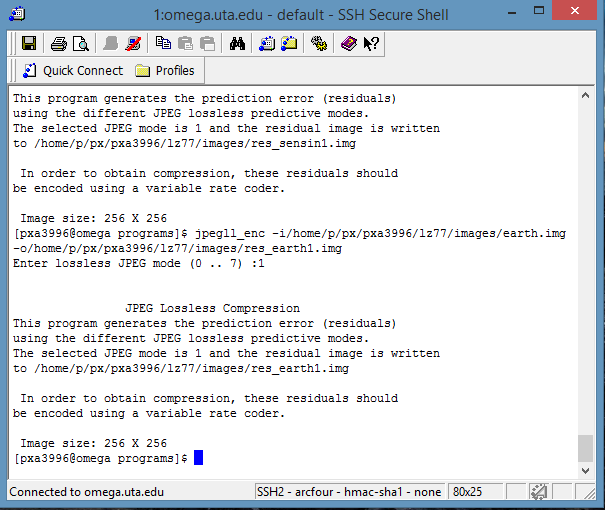 1:omega.uta.edu - default - SSH Secure Shell
Quick Connect Profiles
This program generates the prediction error (residuals)
using the different JPEG lossless predictive modes.
The selected JPEG mode is 1 and the residual image is written
to /home/p/px/pxa3996/lz77/images/res_sensin1.img
In order to obtain compression, these residuals should
be encoded using a variable rate coder.
Image size: 256 X 256
[pxa3996@omega programs]$ jpegll_enc -i/home/p/px/pxa3996/lz77/images/earth.img
-o/home/p/px/pxa3996/lz77/images/res_earth1.img
Enter lossless JPEG mode (0 .. 7) :1
JPEG Lossless Compression
This program generates the prediction error (residuals)
using the different JPEG lossless predictive modes.
The selected JPEG mode is 1 and the residual image is written
to /home/p/px/pxa3996/lz77/images/res_earth1.img
In order to obtain compression, these residuals should
be encoded using a variable rate coder.
Image size: 256 X 256
[pxa3996@omega programs]$
Connected to omega.uta.edu SSH2 - arcfour - hmac-sha1 - none 80x25